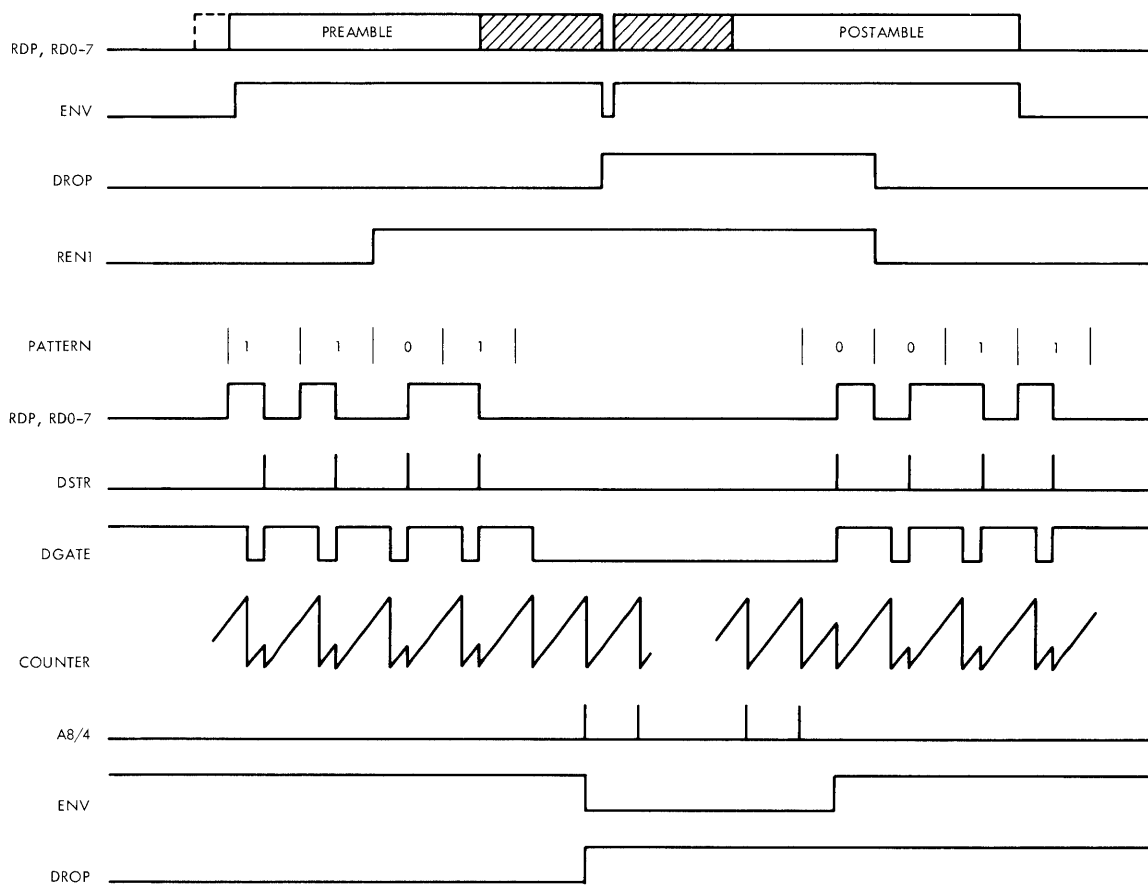 PREAMBLE POSTAMBLE
RDP, RD0-7
ENV
DROP
REN1
PATTERN 1 1 0 1 0 0 1 1
RDP, RD0-7
DSTR
DGATE
COUNTER
A8/4
ENV
DROP